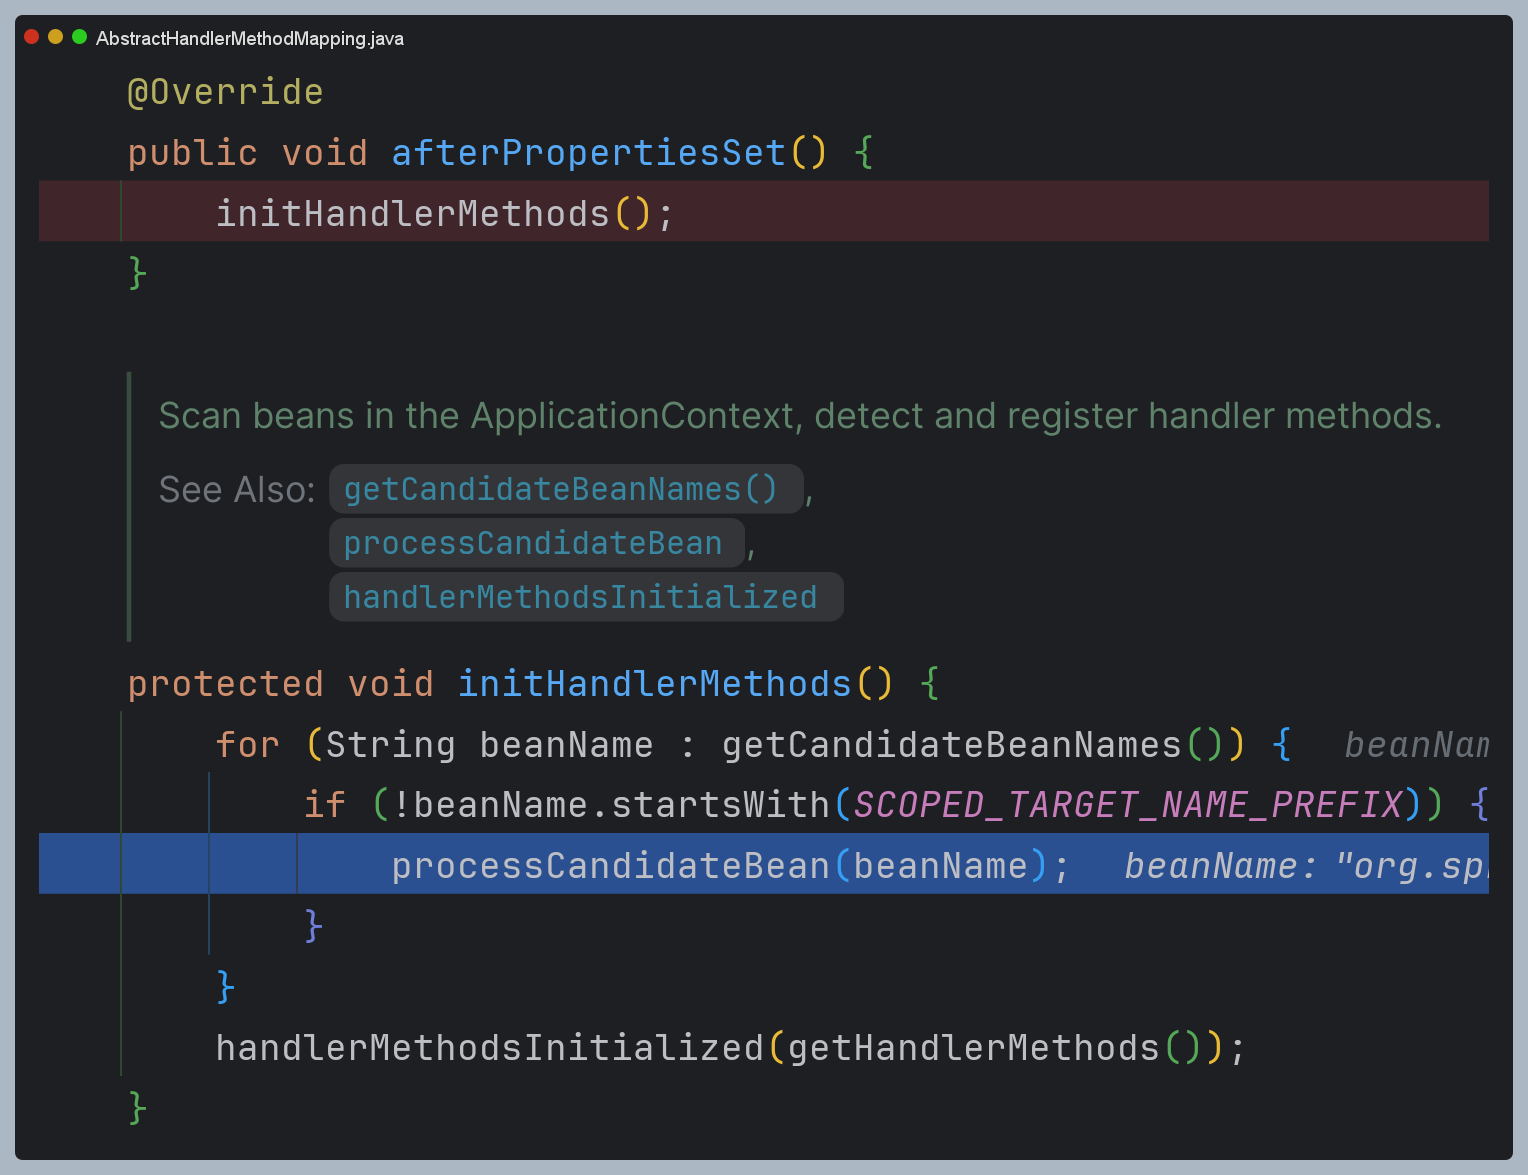 AbstractHandlerMethodMapping.java
@Override
public void afterPropertiesSet() {
initHandlerMethods();
}
Scan beans in the ApplicationContext, detect and register handler methods.
See Also: getCandidateBeanNames(),
processCandidateBean,
handlerMethodsInitialized
protected void initHandlerMethods() {
for (String beanName : getCandidateBeanNames()) { beanNam
if (!beanName.startsWith(SCOPED_TARGET_NAME_PREFIX)) {
processCandidateBean(beanName); beanName: "org.sp
}
}
handlerMethodsInitialized(getHandlerMethods());
}